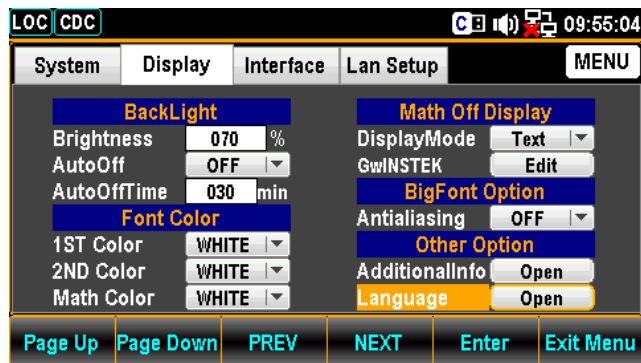 LOC CDC C 09:55:04
System Display Interface Lan Setup MENU
BackLight
Brightness 070 %
AutoOff OFF
AutoOffTime 030 min
Font Color
1ST Color WHITE
2ND Color WHITE
Math Color WHITE
Math Off Display
DisplayMode Text
GWINSTEK Edit
BigFont Option
Antialiasing OFF
Other Option
AdditionalInfo Open
Language Open
Page Up Page Down PREV NEXT Enter Exit Menu